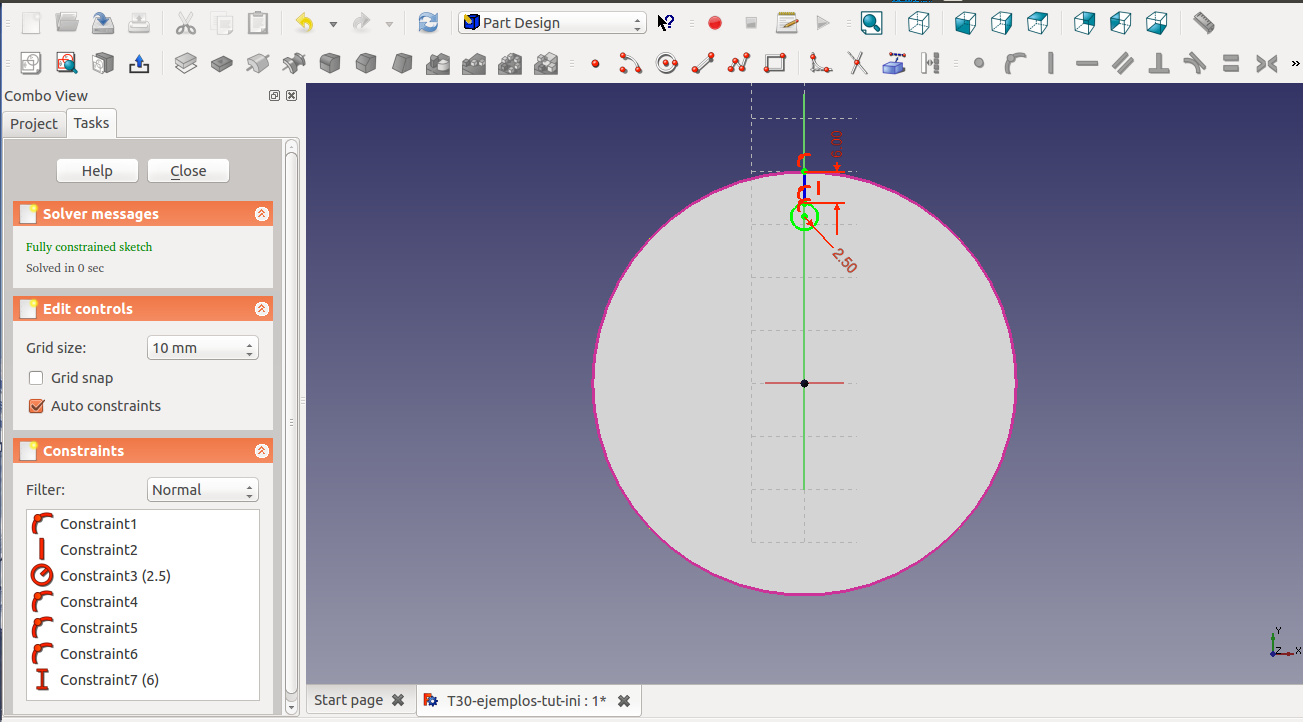 Part Design
»
Combo View
Project
Tasks
Help
Close
Solver messages
Fully constrained sketch
Solved in 0 sec
Edit controls
Grid size:
10 mm
Grid snap
Auto constraints
Constraints
Filter:
Normal
Constraint1
Constraint2
Constraint3 (2.5)
Constraint4
Constraint5
Constraint6
Constraint7 (6)
2.50
Y
Z
X
Start page
T30-ejemplos-tut-ini : 1*